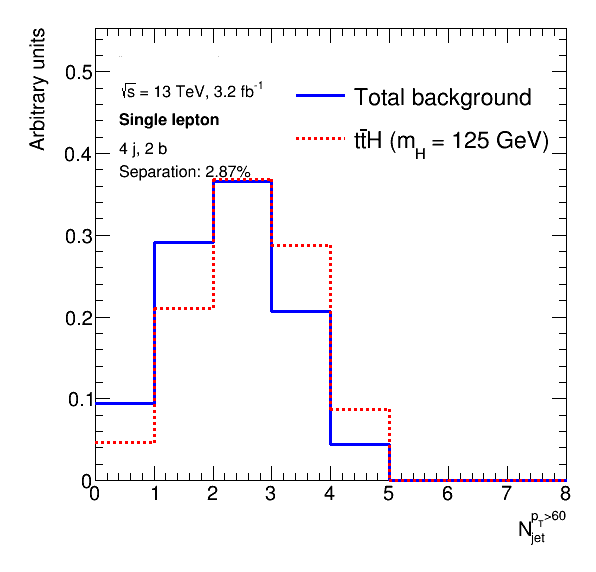 Arbitrary units
0.5
0.4
0.3
0.2
0.1
0
√s = 13 TeV, 3.2 fb⁻¹
Single lepton
4 j, 2 b
Separation: 2.87%
Total background
tt̄H (m_H = 125 GeV)
0 1 2 3 4 5 6 7 8
N_jet^{p_T>60}